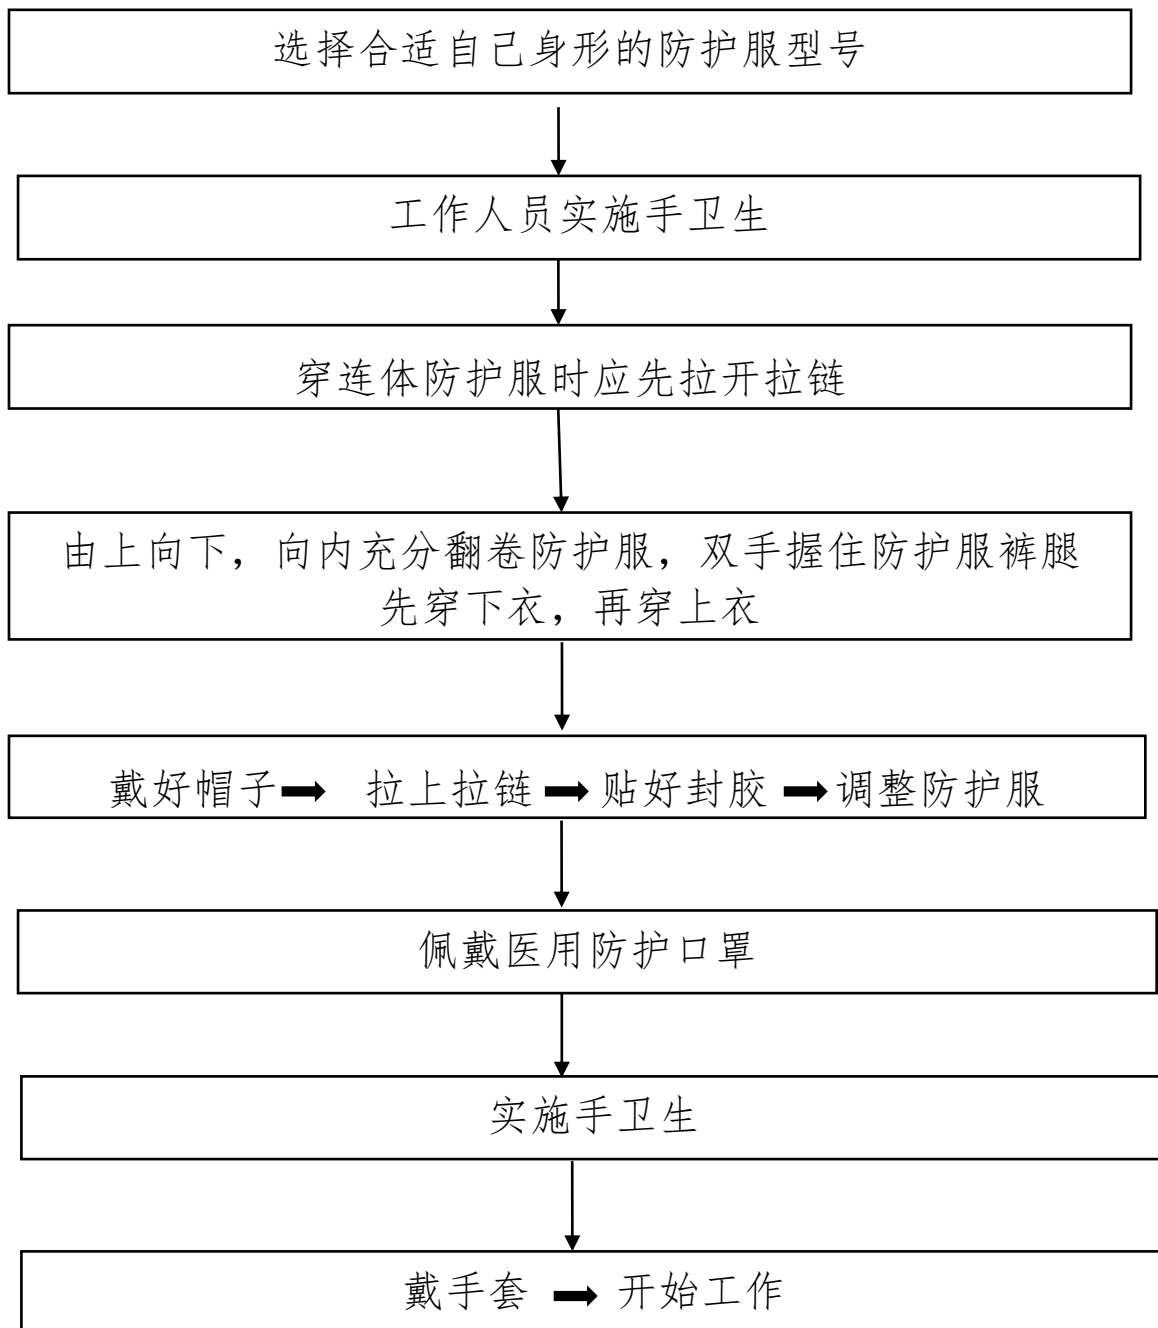 选择合适自己身形的防护服型号
工作人员实施手卫生
穿连体防护服时应先拉开拉链
由上向下，向内充分翻卷防护服，双手握住防护服裤腿
先穿下衣，再穿上衣
戴好帽子➡ 拉上拉链➡贴好封胶➡调整防护服
佩戴医用防护口罩
实施手卫生
戴手套 ➡ 开始工作